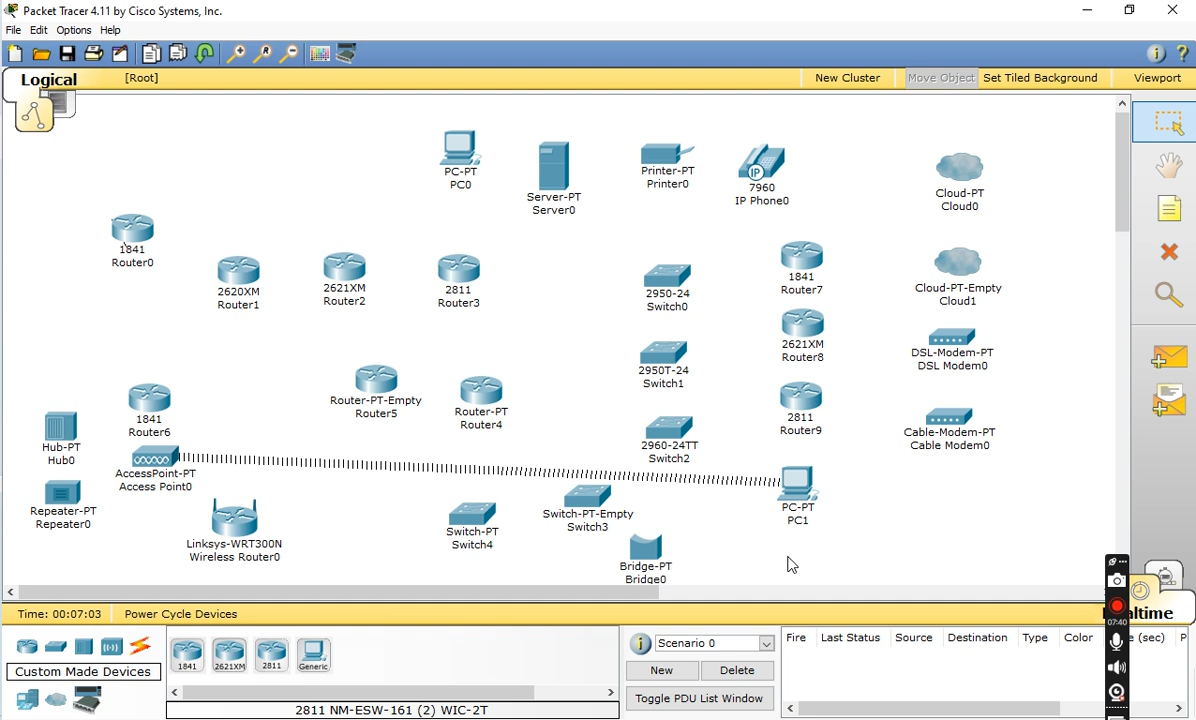 Packet Tracer 4.11 by Cisco Systems, Inc.
File Edit Options Help
Logical [Root] New Cluster Move Object Set Tiled Background Viewport
PC-PT
PC0
Server-PT
Server0
Printer-PT
Printer0
IP
7960
IP Phone0
Cloud-PT
Cloud0
1841
Router0
2620XM
Router1
2621XM
Router2
2811
Router3
2950-24
Switch0
1841
Router7
Cloud-PT-Empty
Cloud1
2621XM
Router8
DSL-Modem-PT
DSL Modem0
2950T-24
Switch1
Router-PT-Empty
Router5
Router-PT
Router4
1841
Router6
2811
Router9
Cable-Modem-PT
Cable Modem0
Hub-PT
Hub0
2960-24TT
Switch2
AccessPoint-PT
Access Point0
Repeater-PT
Repeater0
PC-PT
PC1
Switch-PT-Empty
Switch3
Switch-PT
Switch4
Linksys-WRT300N
Wireless Router0
Bridge-PT
Bridge0
Time: 00:07:03 Power Cycle Devices
altime
07:40
Custom Made Devices
1841 2621XM 2811 Generic
2811 NM-ESW-161 (2) WIC-2T
Scenario 0
New Delete
Toggle PDU List Window
Fire Last Status Source Destination Type Color (sec) P